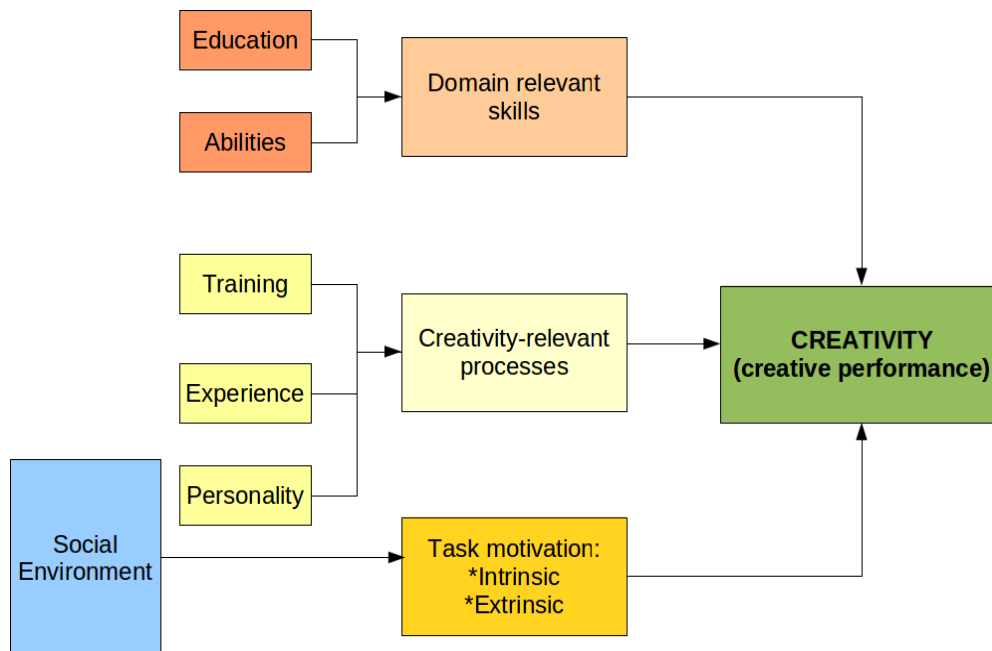 Education
Abilities
Domain relevant
skills
Training
Experience
Personality
Creativity-relevant
processes
CREATIVITY
(creative performance)
Social
Environment
Task motivation:
*Intrinsic
*Extrinsic